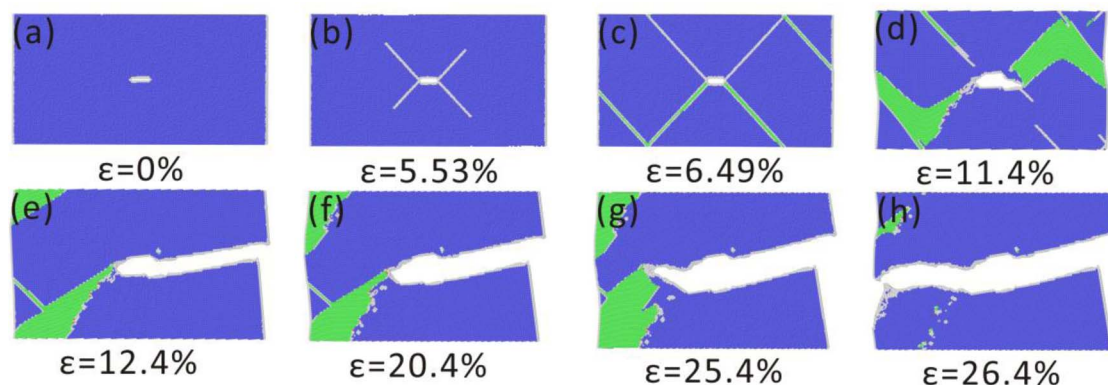 (a) (b) (c) (d)
ε=0% ε=5.53% ε=6.49% ε=11.4%
(e) (f) (g) (h)
ε=12.4% ε=20.4% ε=25.4% ε=26.4%